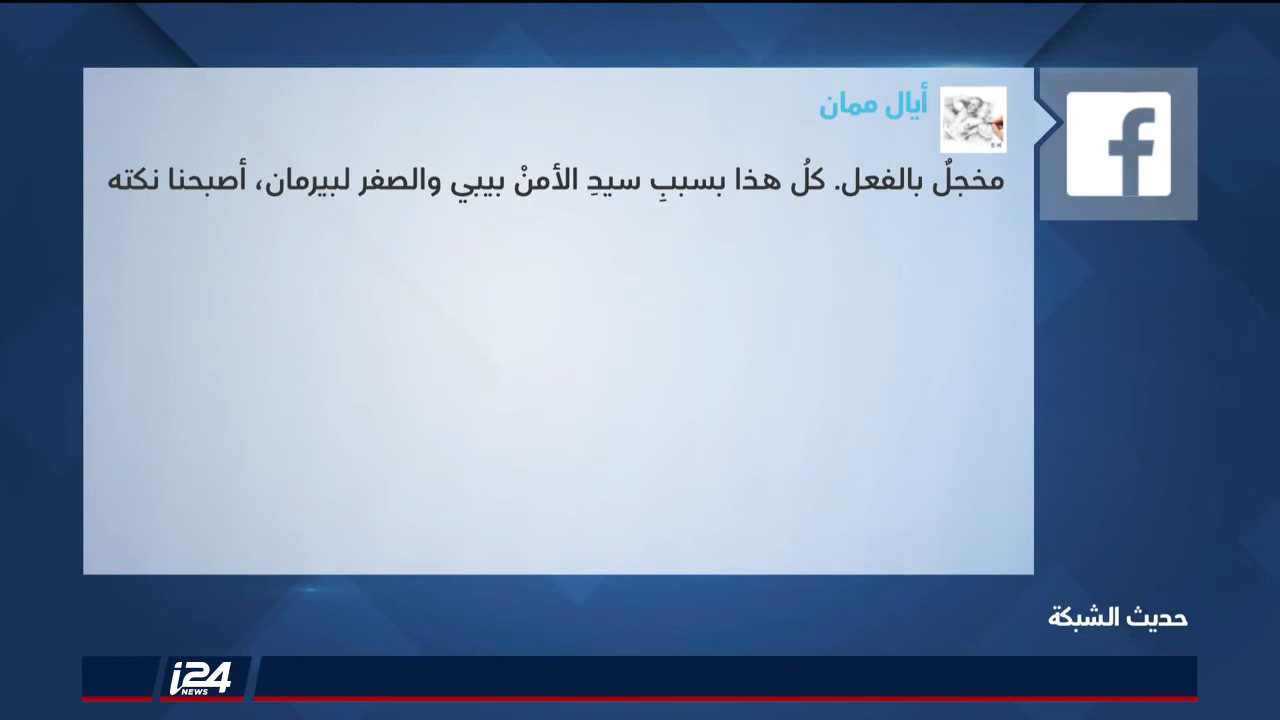 أيال ممان
مخجلٌ بالفعل. كلُ هذا بسببِ سيدِ الأمنْ بيبي والصفر لبيرمان، أصبحنا نكته
حديث الشبكة
i24
NEWS